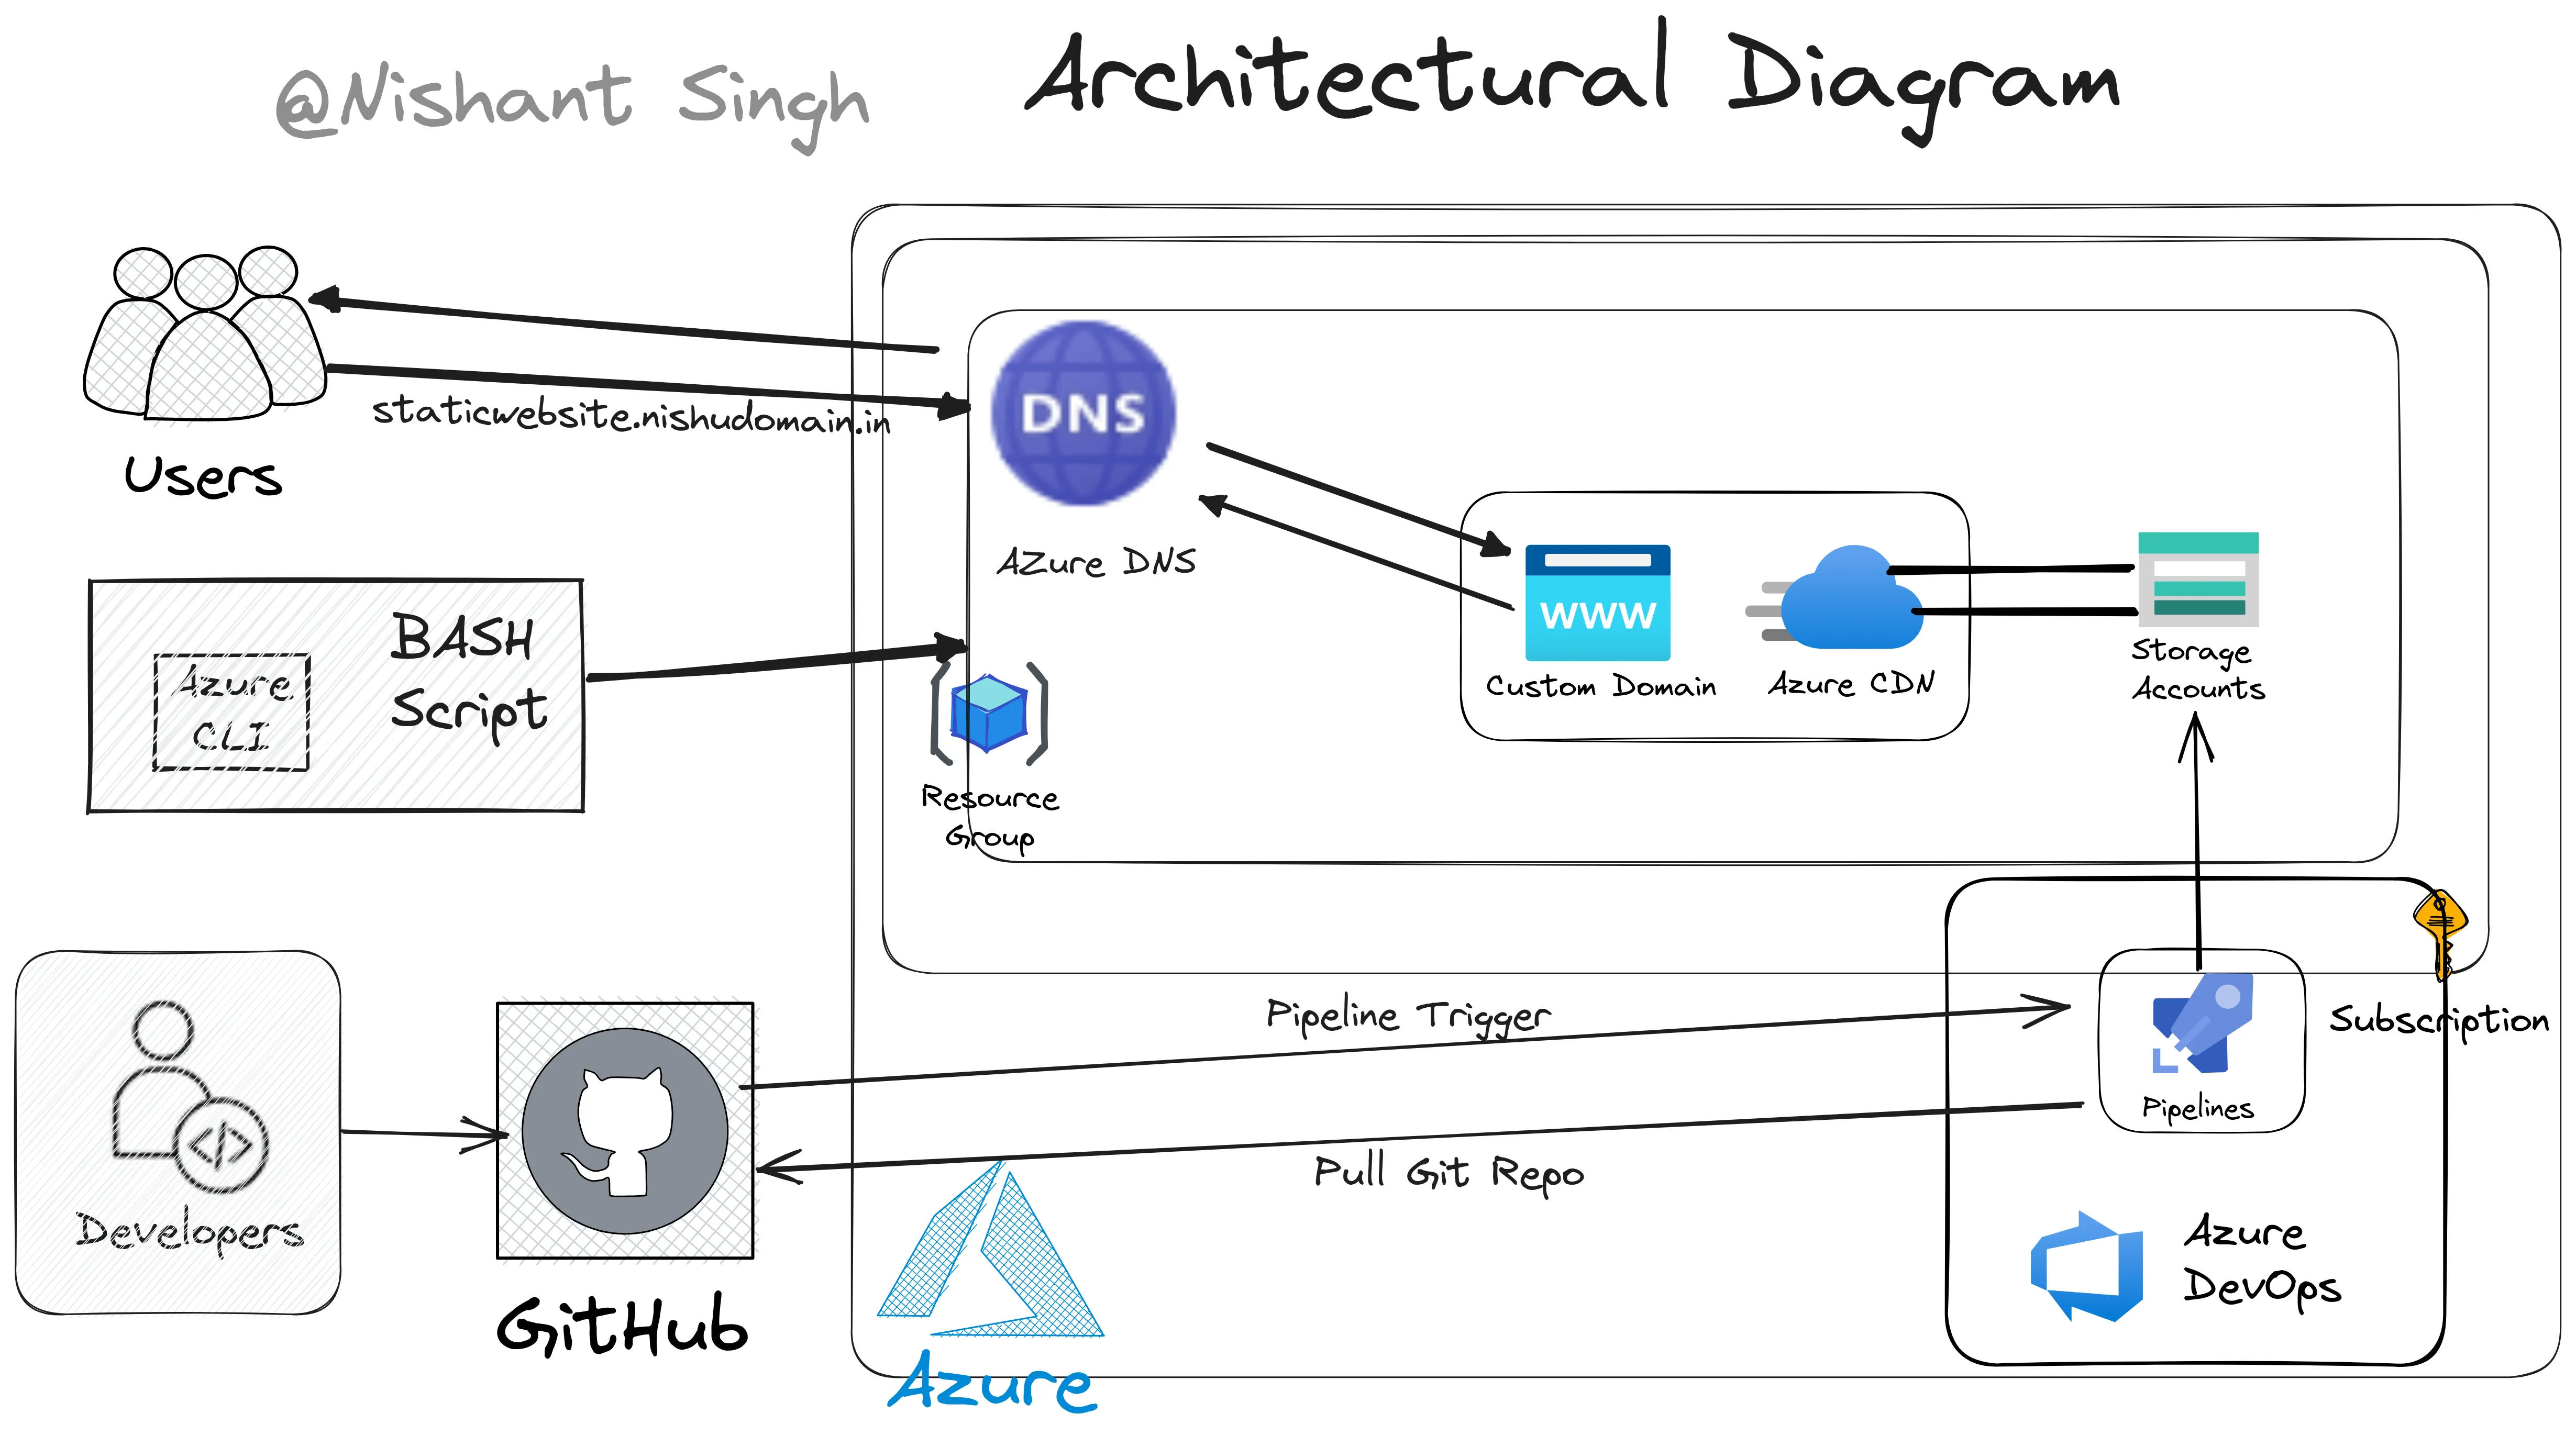 @Nishant Singh
Architectural Diagram
staticwebsite.nishudomain.in
Users
DNS
AZure DNS
www
Custom Domain
Azure CDN
Storage
Accounts
BASH
Script
Azure
CLI
Resource
Group
Pipeline Trigger
Subscription
Pipelines
Pull Git Repo
Developers
GitHub
Azure
DevOps
Azure